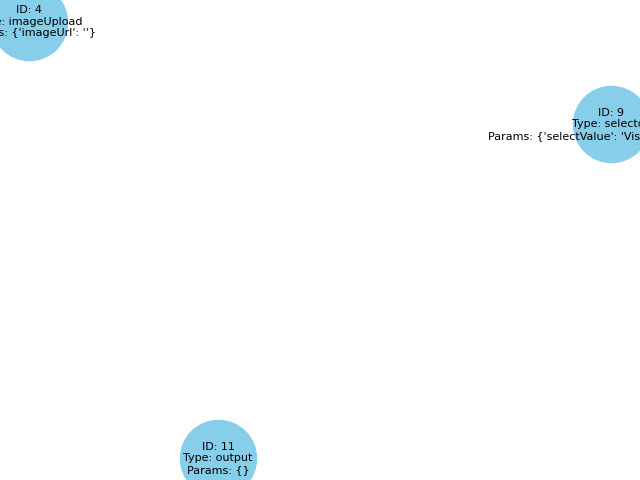 ID: 4
: imageUpload
s: {'imageUrl': ''}
ID: 9
Type: selecto
Params: {'selectValue': 'Vis
ID: 11
Type: output
Params: {}